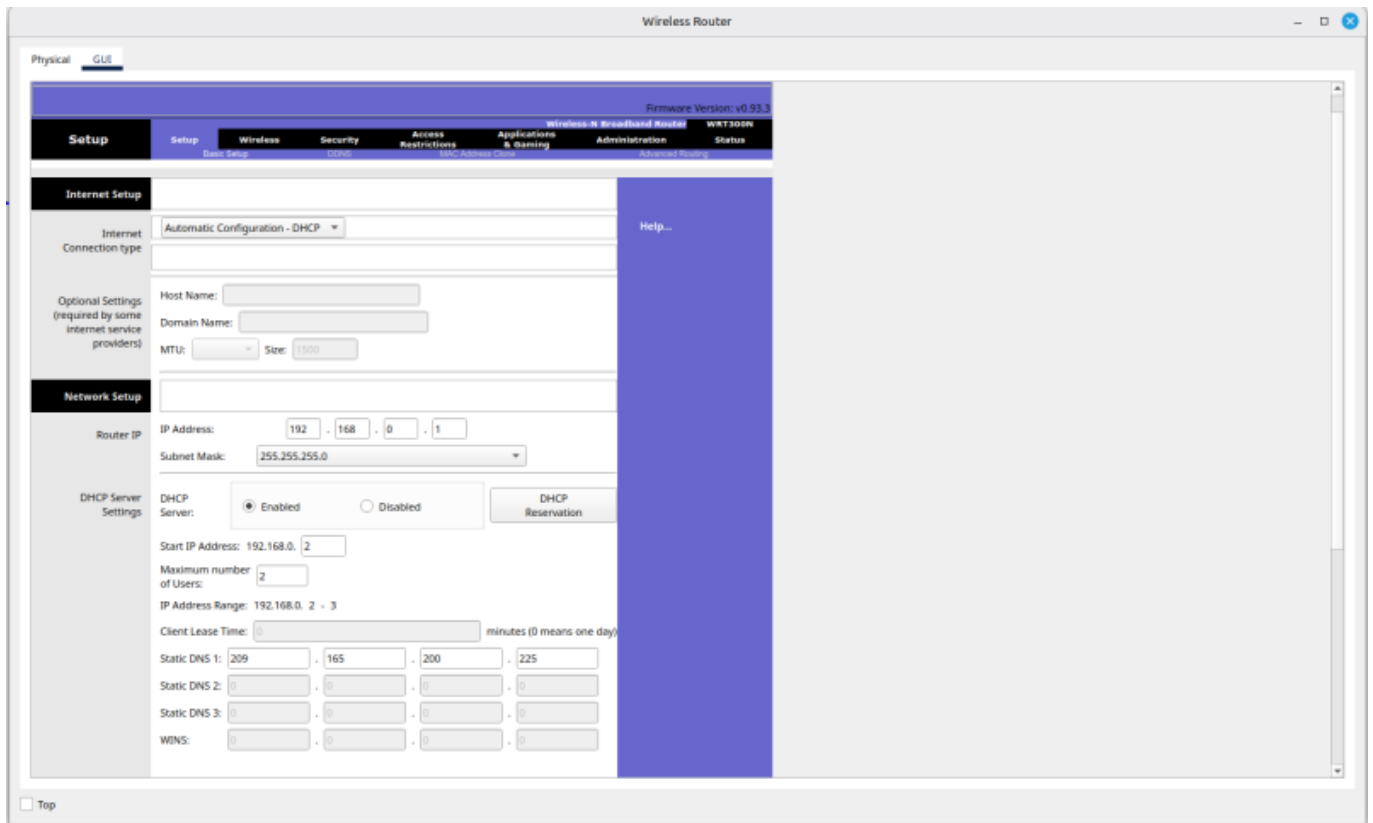 Wireless Router
Physical GUI
Firmware Version: v0.93.3
Wireless-N Broadband Router WRT300N
Setup Setup Wireless Security Access Restrictions Applications & Gaming Administration Status
Basic Setup DDNS MAC Address Clone Advanced Routing
Internet Setup
Internet Connection type
Automatic Configuration - DHCP
Help...
Optional Settings
(required by some
internet service
providers)
Host Name:
Domain Name:
MTU: Size: 1500
Network Setup
Router IP
IP Address: 192 . 168 . 0 . 1
Subnet Mask: 255.255.255.0
DHCP Server
Settings
DHCP
Server:
Enabled Disabled
DHCP
Reservation
Start IP Address: 192.168.0. 2
Maximum number
of Users: 2
IP Address Range: 192.168.0. 2 - 3
Client Lease Time: 0 minutes (0 means one day)
Static DNS 1: 209 . 165 . 200 . 225
Static DNS 2: 0 . 0 . 0 . 0
Static DNS 3: 0 . 0 . 0 . 0
WINS: 0 . 0 . 0 . 0
Top